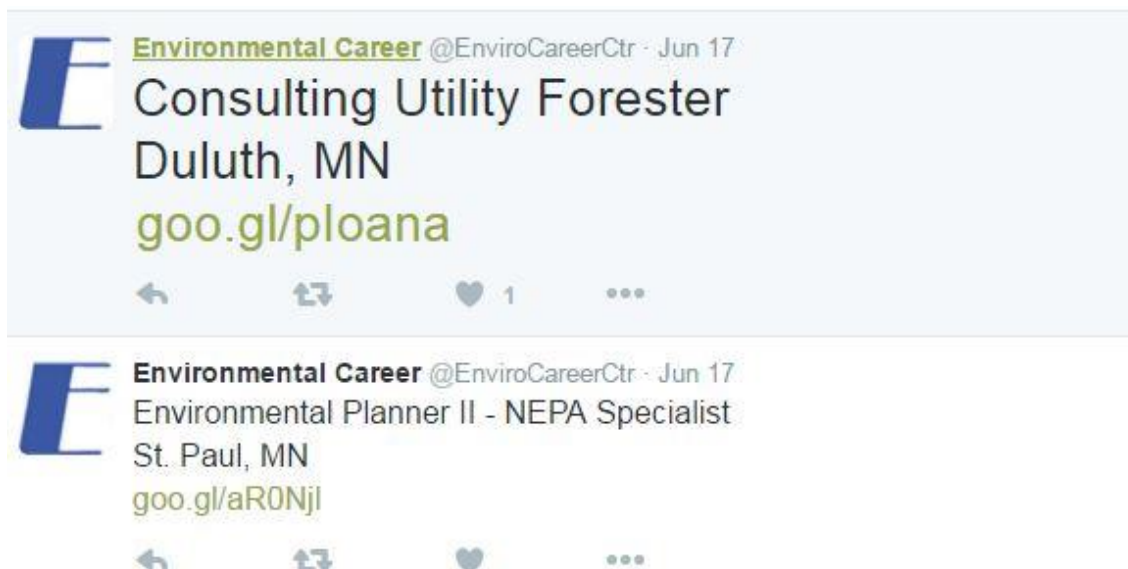 Environmental Career @EnviroCareerCtr · Jun 17
Consulting Utility Forester
Duluth, MN
goo.gl/ploana
1
Environmental Career @EnviroCareerCtr · Jun 17
Environmental Planner II - NEPA Specialist
St. Paul, MN
goo.gl/aR0NjI